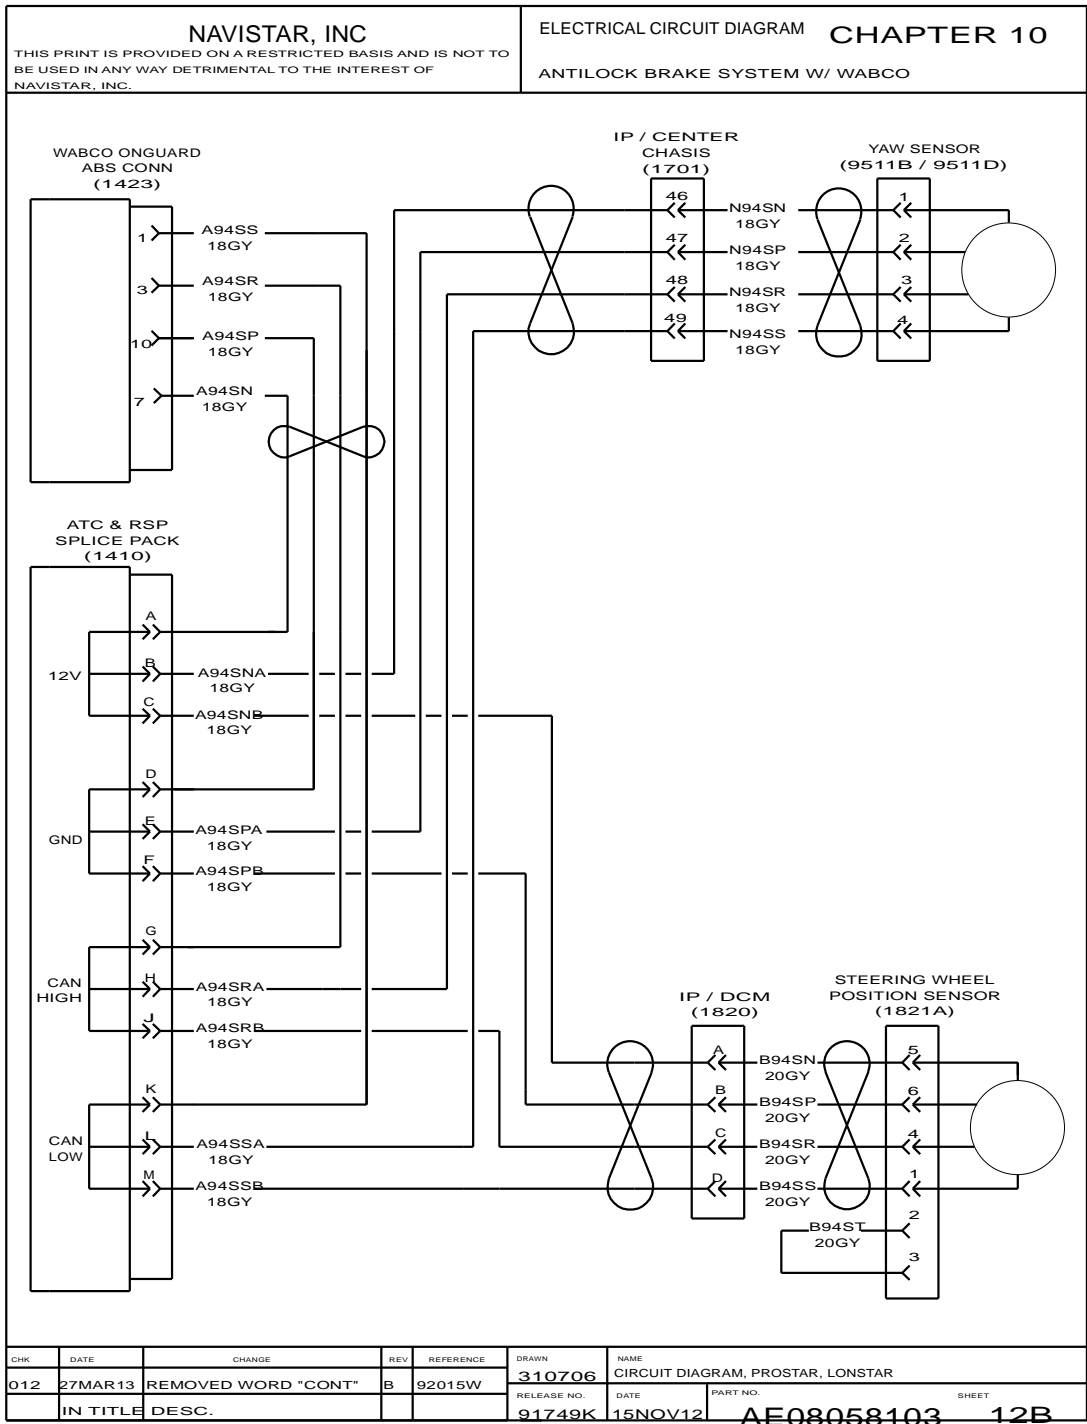 NAVISTAR, INC
THIS PRINT IS PROVIDED ON A RESTRICTED BASIS AND IS NOT TO
BE USED IN ANY WAY DETRIMENTAL TO THE INTEREST OF
NAVISTAR, INC.
ELECTRICAL CIRCUIT DIAGRAM
CHAPTER 10
ANTILOCK BRAKE SYSTEM W/ WABCO
WABCO ONGUARD
ABS CONN
(1423)
1
A94SS
18GY
3
A94SR
18GY
10
A94SP
18GY
7
A94SN
18GY
IP / CENTER
CHASIS
(1701)
46
47
48
49
N94SN
18GY
N94SP
18GY
N94SR
18GY
N94SS
18GY
YAW SENSOR
(9511B / 9511D)
1
2
3
4
ATC & RSP
SPLICE PACK
(1410)
12V
A
B
A94SNA
18GY
C
A94SNB
18GY
GND
D
E
A94SPA
18GY
F
A94SPB
18GY
CAN
HIGH
G
H
A94SRA
18GY
J
A94SRB
18GY
CAN
LOW
K
L
A94SSA
18GY
M
A94SSB
18GY
IP / DCM
(1820)
A
B
C
D
B94SN
20GY
B94SP
20GY
B94SR
20GY
B94SS
20GY
B94ST
20GY
STEERING WHEEL
POSITION SENSOR
(1821A)
5
6
4
1
2
3
CHK DATE CHANGE REV REFERENCE
012 27MAR13 REMOVED WORD "CONT" B 92015W
IN TITLE DESC.
DRAWN
310706
NAME
CIRCUIT DIAGRAM, PROSTAR, LONSTAR
RELEASE NO.
91749K
DATE
15NOV12
PART NO.
AE08058103
SHEET
12B